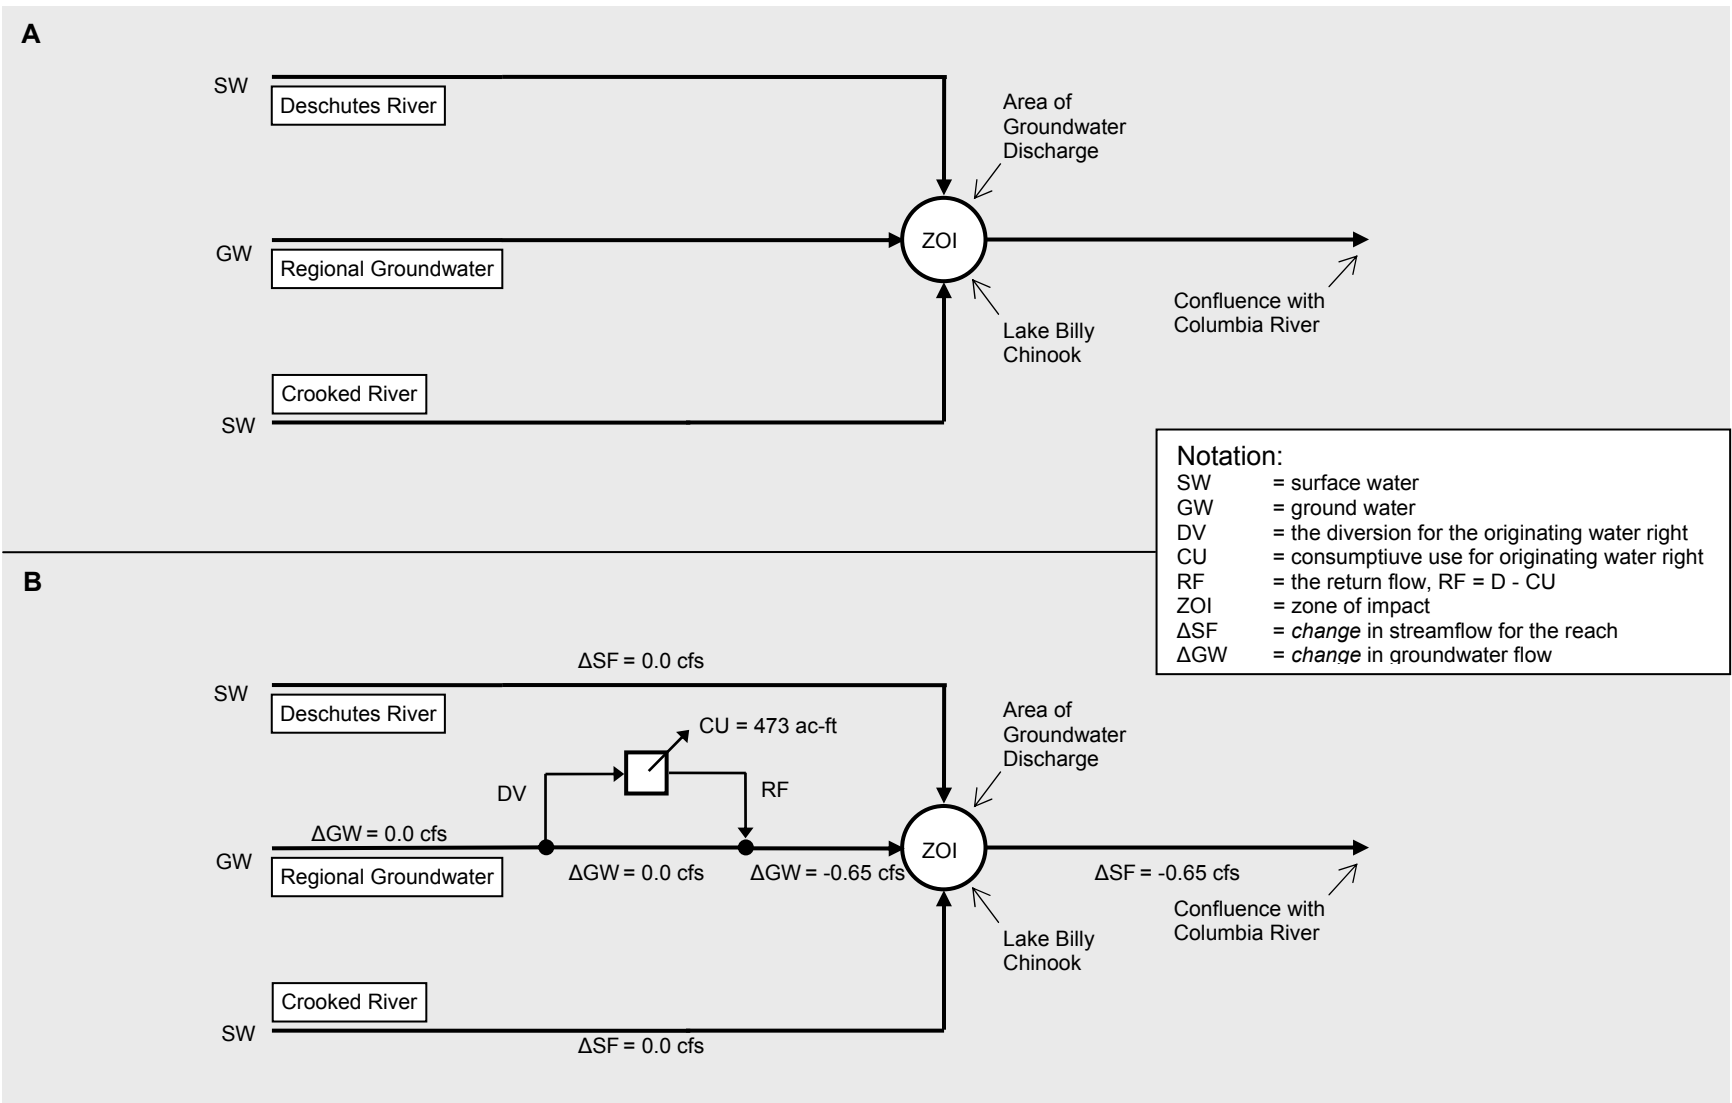 A
SW
Deschutes River
Area of
Groundwater
Discharge
GW
Regional Groundwater
ZOI
Confluence with
Columbia River
Lake Billy
Chinook
Crooked River
SW
Notation:
SW = surface water
GW = ground water
DV = the diversion for the originating water right
CU = consumptiuve use for originating water right
RF = the return flow, RF = D - CU
ZOI = zone of impact
ΔSF = change in streamflow for the reach
ΔGW = change in groundwater flow
B
ΔSF = 0.0 cfs
SW
Deschutes River
Area of
Groundwater
Discharge
CU = 473 ac-ft
DV
RF
ΔGW = 0.0 cfs
GW
Regional Groundwater
ΔGW = 0.0 cfs
ΔGW = -0.65 cfs
ZOI
ΔSF = -0.65 cfs
Confluence with
Columbia River
Lake Billy
Chinook
Crooked River
SW
ΔSF = 0.0 cfs